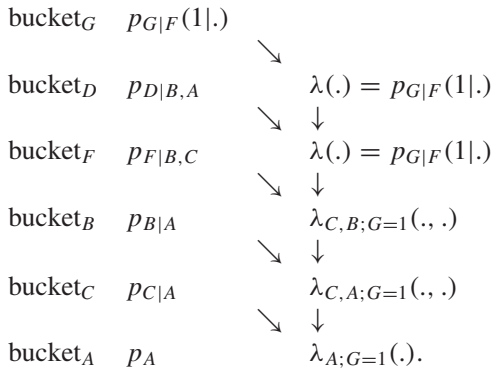 bucket_G p_{G|F}(1|.)
↘
bucket_D p_{D|B,A} λ(.) = p_{G|F}(1|.)
↘ ↓
bucket_F p_{F|B,C} λ(.) = p_{G|F}(1|.)
↘ ↓
bucket_B p_{B|A} λ_{C,B;G=1}(., .)
↘ ↓
bucket_C p_{C|A} λ_{C,A;G=1}(., .)
↘ ↓
bucket_A p_A λ_{A;G=1}(.).